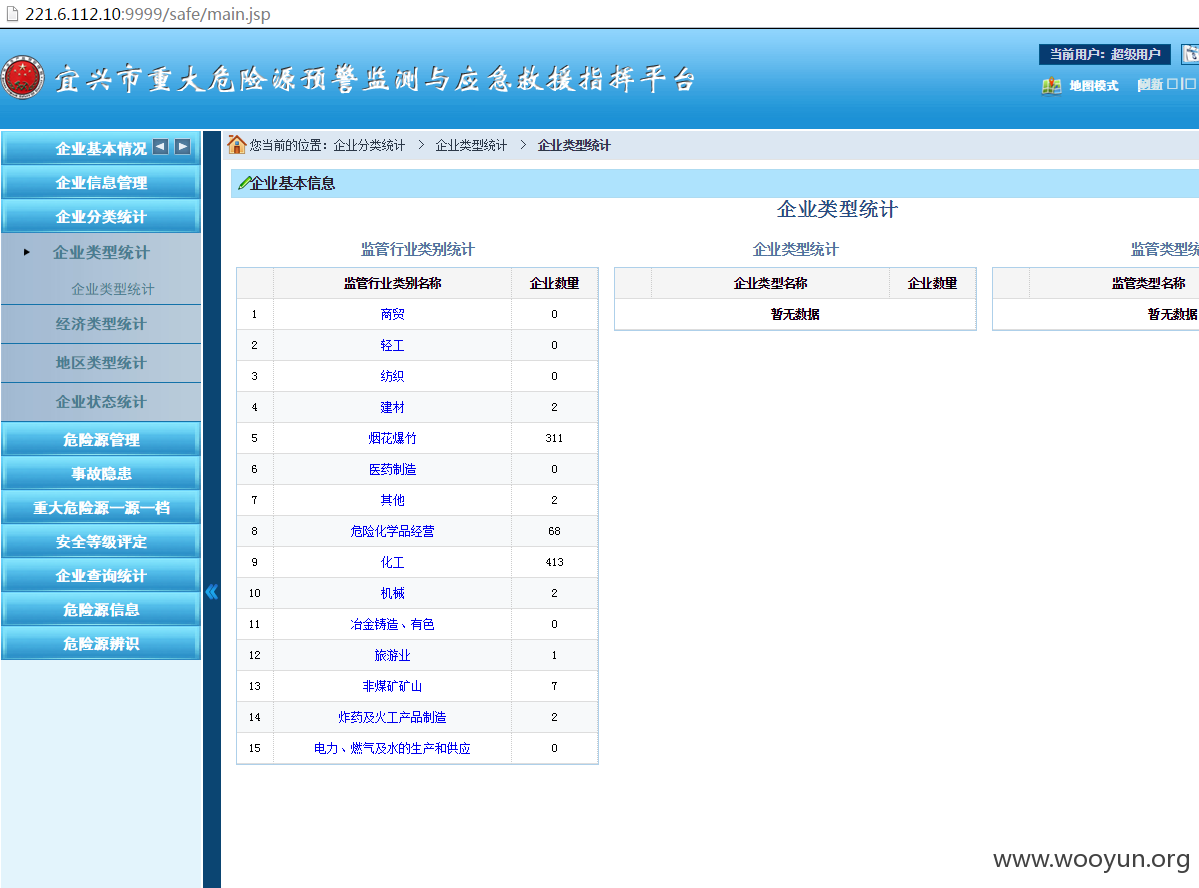 221.6.112.10:9999/safe/main.jsp
当前用户：超级用户
宜兴市重大危险源预警监测与应急救援指挥平台
地图模式 刷新
企业基本情况
企业信息管理
企业分类统计
企业类型统计
企业类型统计
经济类型统计
地区类型统计
企业状态统计
危险源管理
事故隐患
重大危险源一源一档
安全等级评定
企业查询统计
危险源信息
危险源辨识
您当前的位置：企业分类统计 > 企业类型统计 > 企业类型统计
企业基本信息
企业类型统计
监管行业类别统计
监管行业类别名称 企业数量
1 商贸 0
2 轻工 0
3 纺织 0
4 建材 2
5 烟花爆竹 311
6 医药制造 0
7 其他 2
8 危险化学品经营 68
9 化工 413
10 机械 2
11 冶金铸造、有色 0
12 旅游业 1
13 非煤矿矿山 7
14 炸药及火工产品制造 2
15 电力、燃气及水的生产和供应 0
企业类型统计
企业类型名称 企业数量
暂无数据
监管类型统
监管类型名称
暂无数据
www.wooyun.org